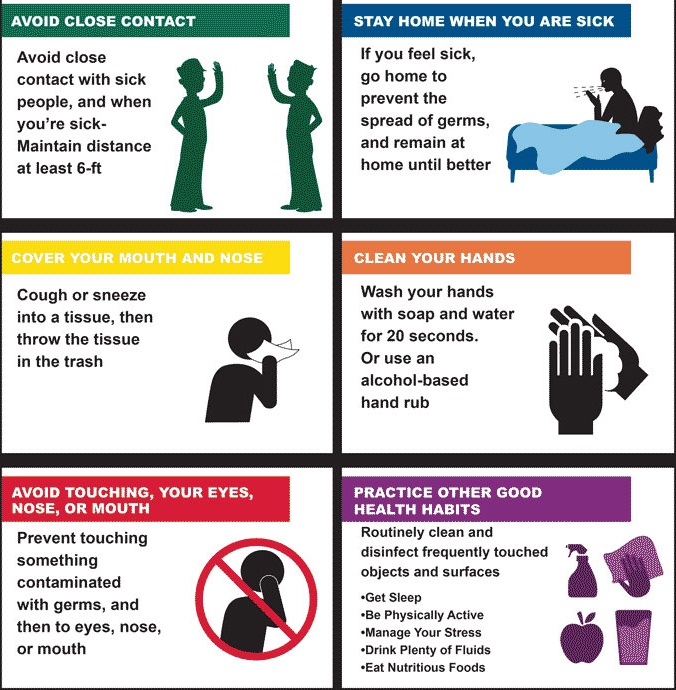 AVOID CLOSE CONTACT
Avoid close
contact with sick
people, and when
you're sick-
Maintain distance
at least 6-ft
STAY HOME WHEN YOU ARE SICK
If you feel sick,
go home to
prevent the
spread of germs,
and remain at
home until better
COVER YOUR MOUTH AND NOSE
Cough or sneeze
into a tissue, then
throw the tissue
in the trash
CLEAN YOUR HANDS
Wash your hands
with soap and water
for 20 seconds.
Or use an
alcohol-based
hand rub
AVOID TOUCHING, YOUR EYES,
NOSE, OR MOUTH
Prevent touching
something
contaminated
with germs, and
then to eyes, nose,
or mouth
PRACTICE OTHER GOOD
HEALTH HABITS
Routinely clean and
disinfect frequently touched
objects and surfaces
•Get Sleep
•Be Physically Active
•Manage Your Stress
•Drink Plenty of Fluids
•Eat Nutritious Foods